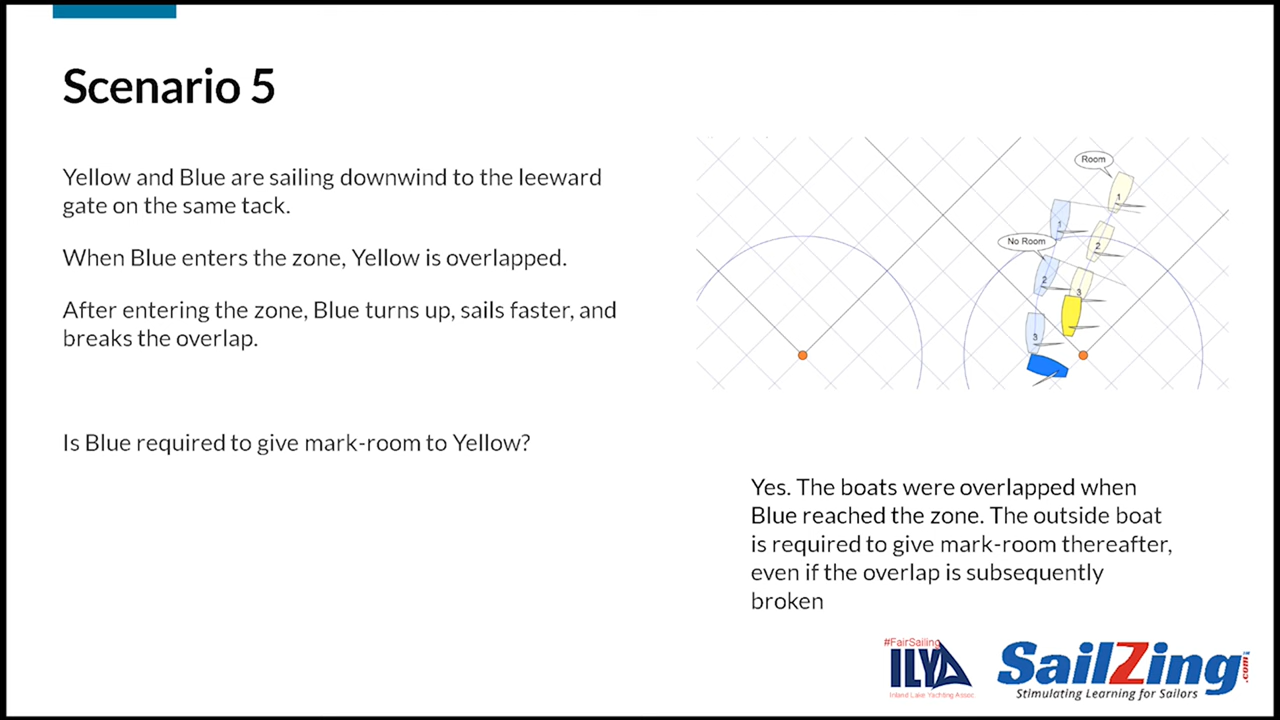 Scenario 5
Yellow and Blue are sailing downwind to the leeward
gate on the same tack.
When Blue enters the zone, Yellow is overlapped.
After entering the zone, Blue turns up, sails faster, and
breaks the overlap.
Is Blue required to give mark-room to Yellow?
Room
1
1
No Room
2
2
3
3
Yes. The boats were overlapped when
Blue reached the zone. The outside boat
is required to give mark-room thereafter,
even if the overlap is subsequently
broken
#FairSailing
ILYA
Inland Lake Yachting Assoc.
SailZing.com
Stimulating Learning for Sailors